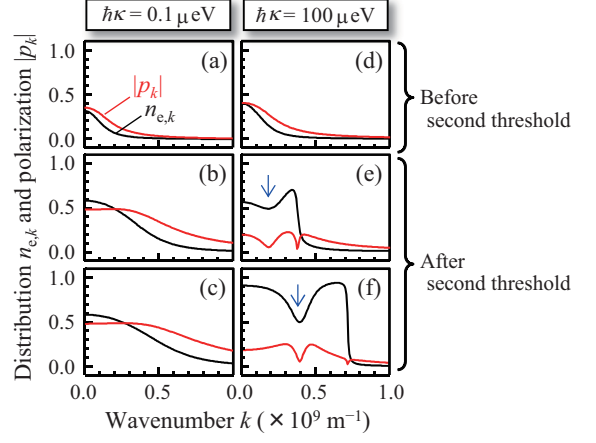 ħκ = 0.1 μeV
ħκ = 100 μeV
Distribution n_{e,k} and polarization |p_k|
1.0
0.5
0.0
(a)
|p_k|
n_{e,k}
(d)
Before
second threshold
1.0
0.5
0.0
(b)
(e)
1.0
0.5
0.0
(c)
(f)
After
second threshold
0.0
0.5
0.0
0.5
1.0
Wavenumber k ( × 10⁹ m⁻¹)